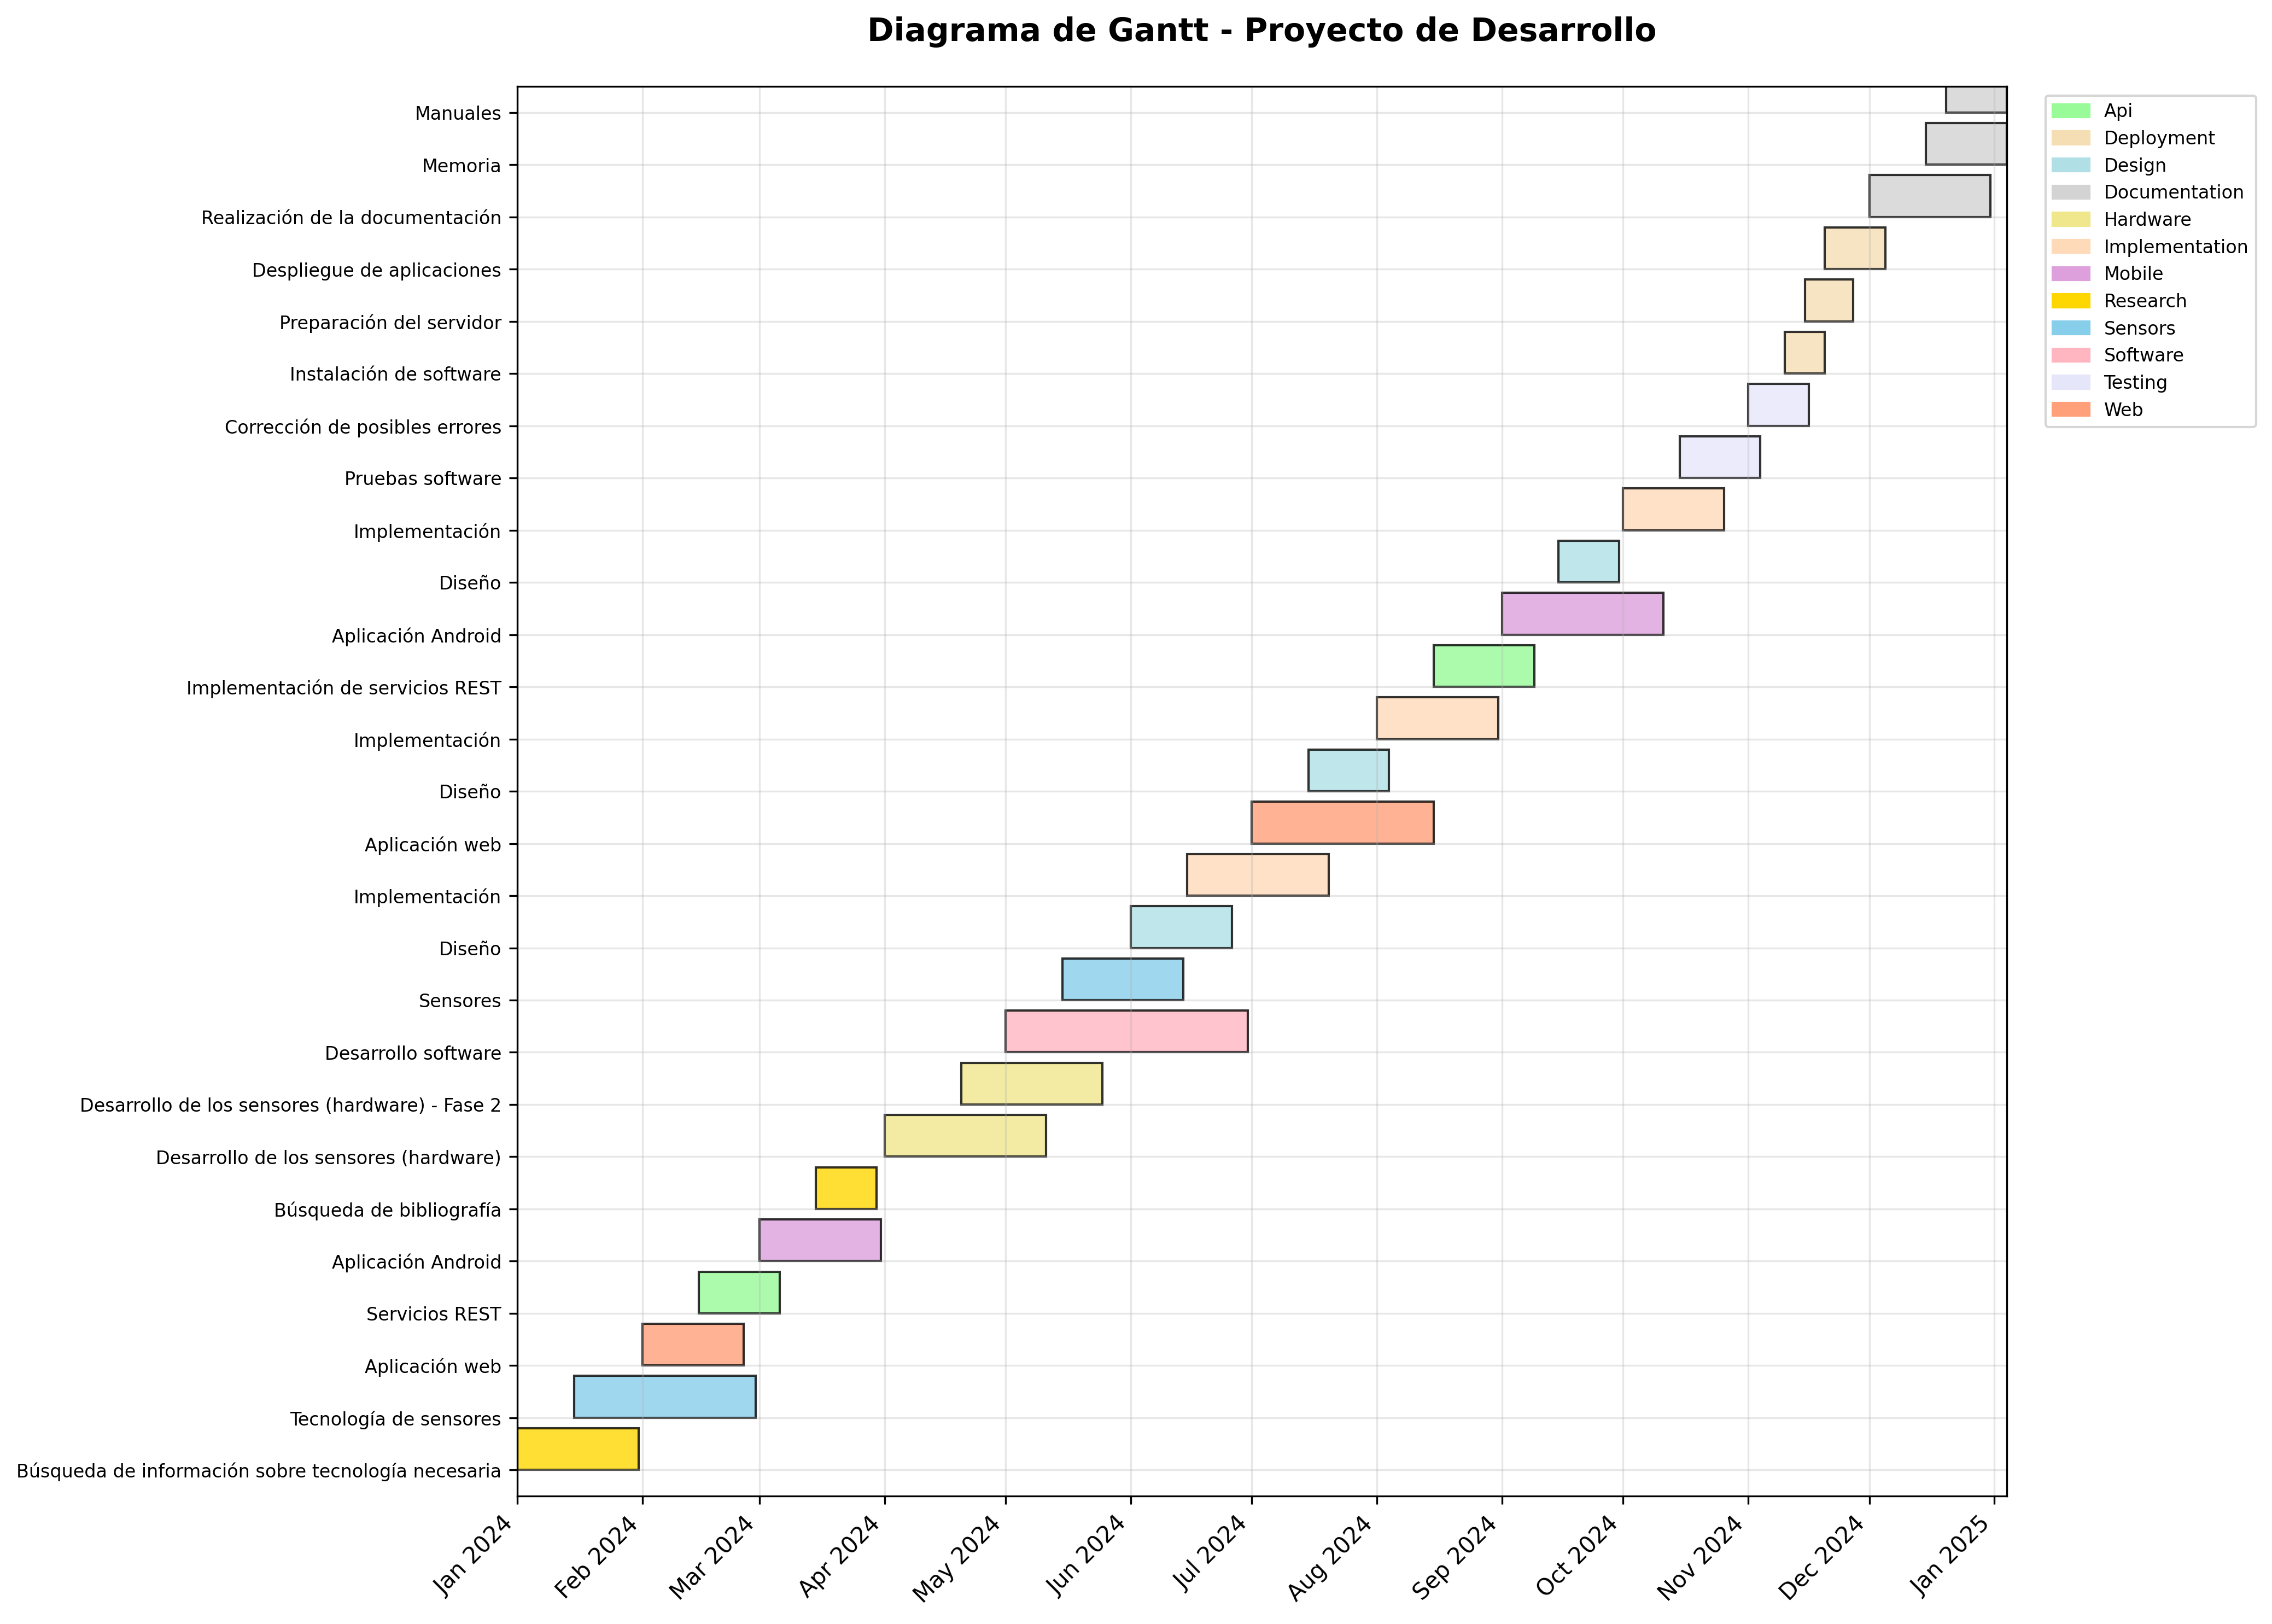 Diagrama de Gantt - Proyecto de Desarrollo
Manuales
Memoria
Realización de la documentación
Despliegue de aplicaciones
Preparación del servidor
Instalación de software
Corrección de posibles errores
Pruebas software
Implementación
Diseño
Aplicación Android
Implementación de servicios REST
Implementación
Diseño
Aplicación web
Implementación
Diseño
Sensores
Desarrollo software
Desarrollo de los sensores (hardware) - Fase 2
Desarrollo de los sensores (hardware)
Búsqueda de bibliografía
Aplicación Android
Servicios REST
Aplicación web
Tecnología de sensores
Búsqueda de información sobre tecnología necesaria
Jan 2024
Feb 2024
Mar 2024
Apr 2024
May 2024
Jun 2024
Jul 2024
Aug 2024
Sep 2024
Oct 2024
Nov 2024
Dec 2024
Jan 2025
Api
Deployment
Design
Documentation
Hardware
Implementation
Mobile
Research
Sensors
Software
Testing
Web